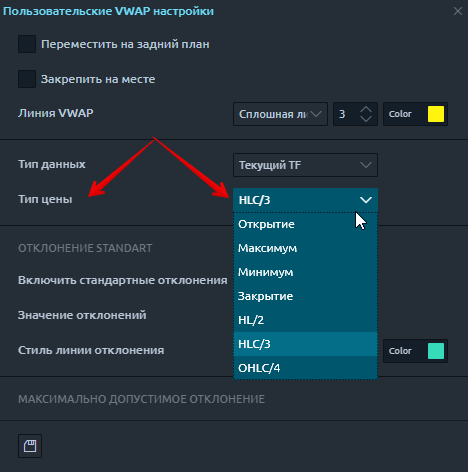 Пользовательские VWAP настройки
Переместить на задний план
Закрепить на месте
Линия VWAP Сплошная ли 3 Color
Тип данных Текущий TF
Тип цены HLC/3
Открытие
Максимум
ОТКЛОНЕНИЕ STANDART
Минимум
Включить стандартные отклонения
Закрытие
Значение отклонений HL/2
Стиль линии отклонения HLC/3 Color
OHLC/4
МАКСИМАЛЬНО ДОПУСТИМОЕ ОТКЛОНЕНИЕ